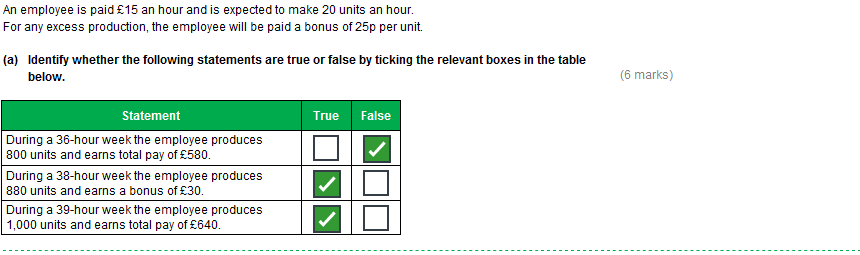 An employee is paid £15 an hour and is expected to make 20 units an hour.
For any excess production, the employee will be paid a bonus of 25p per unit.
(a) Identify whether the following statements are true or false by ticking the relevant boxes in the table
below.
(6 marks)
Statement True False
During a 36-hour week the employee produces
800 units and earns total pay of £580.
During a 38-hour week the employee produces
880 units and earns a bonus of £30.
During a 39-hour week the employee produces
1,000 units and earns total pay of £640.